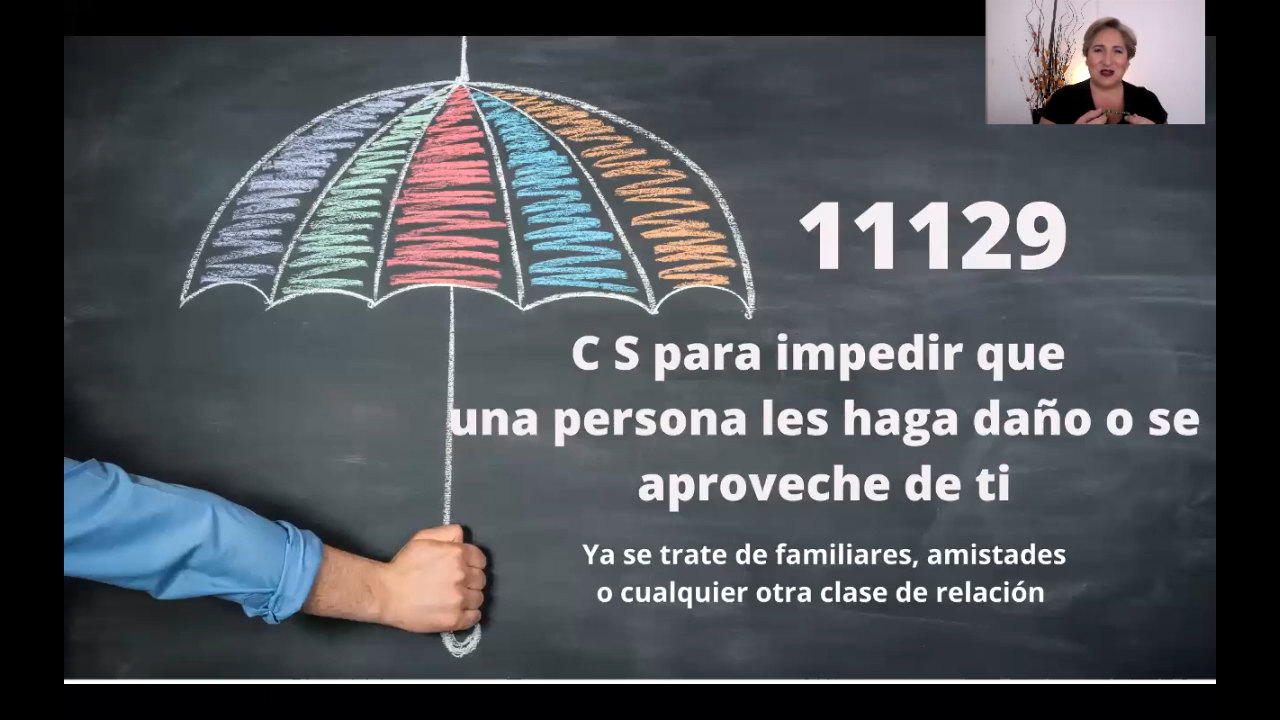 11129
C S para impedir que
una persona les haga daño o se
aproveche de ti
Ya se trate de familiares, amistades
o cualquier otra clase de relación